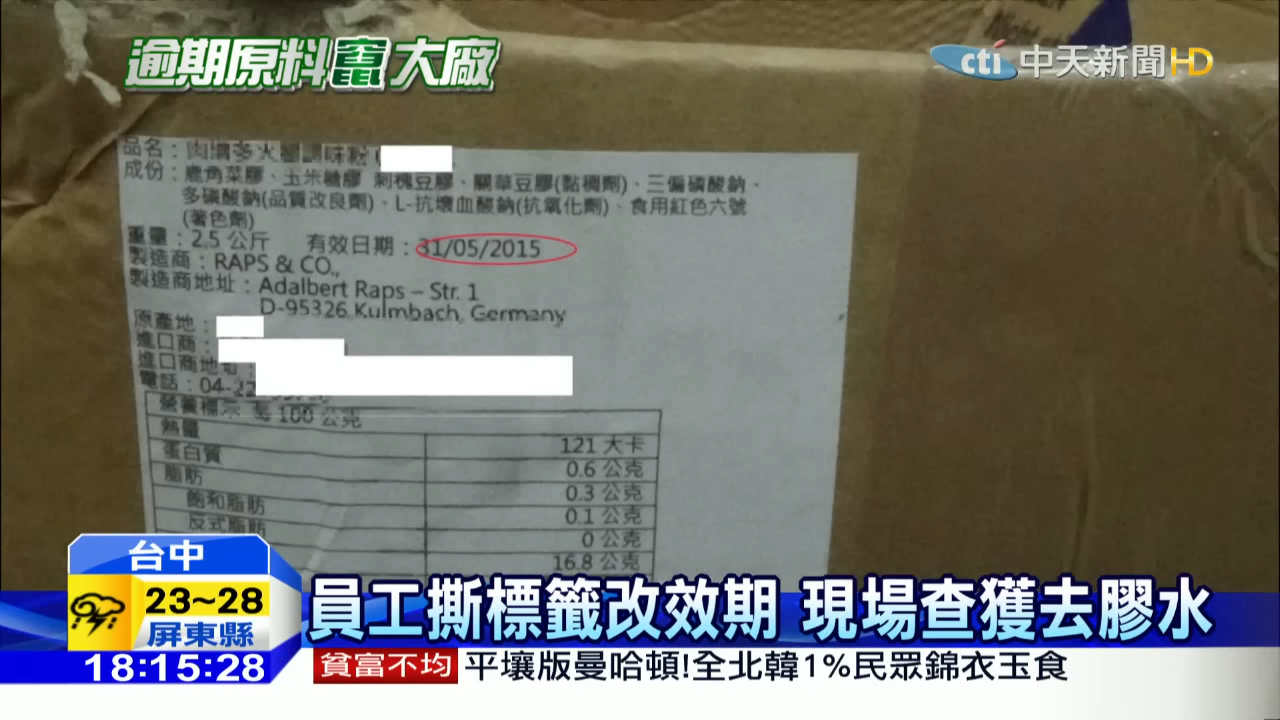 逾期原料竄大廠
cti 中天新聞HD
品名：肉精多火腿調味粉
成份：鹿角菜膠、玉米糖膠 刺槐豆膠、關華豆膠(黏稠劑)、三偏磷酸鈉、
多磷酸鈉(品質改良劑)、L-抗壞血酸鈉(抗氧化劑)、食用紅色六號
(著色劑)
重量：2.5 公斤 有效日期：31/05/2015
製造商：RAPS & CO.,
製造商地址：Adalbert Raps – Str. 1
D-95326 Kulmbach, Germany
原產地：
進口商：
進口商地址：
電話：04-22
營養標示 每 100 公克
熱量 121 大卡
蛋白質 0.6 公克
脂肪 0.3 公克
飽和脂肪 0.1 公克
反式脂肪 0 公克
16.8 公克
台中
23~28
屏東縣
18:15:28
員工撕標籤改效期 現場查獲去膠水
貧富不均 平壤版曼哈頓!全北韓1%民眾錦衣玉食